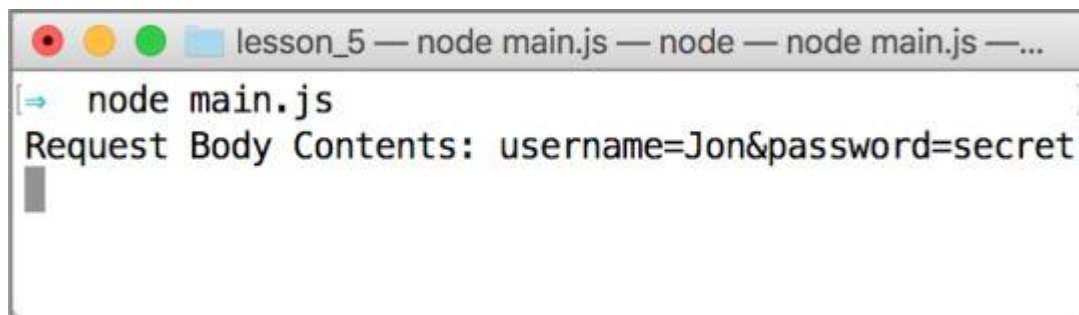 lesson_5 — node main.js — node — node main.js —...
[⇒ node main.js ]
Request Body Contents: username=Jon&password=secret